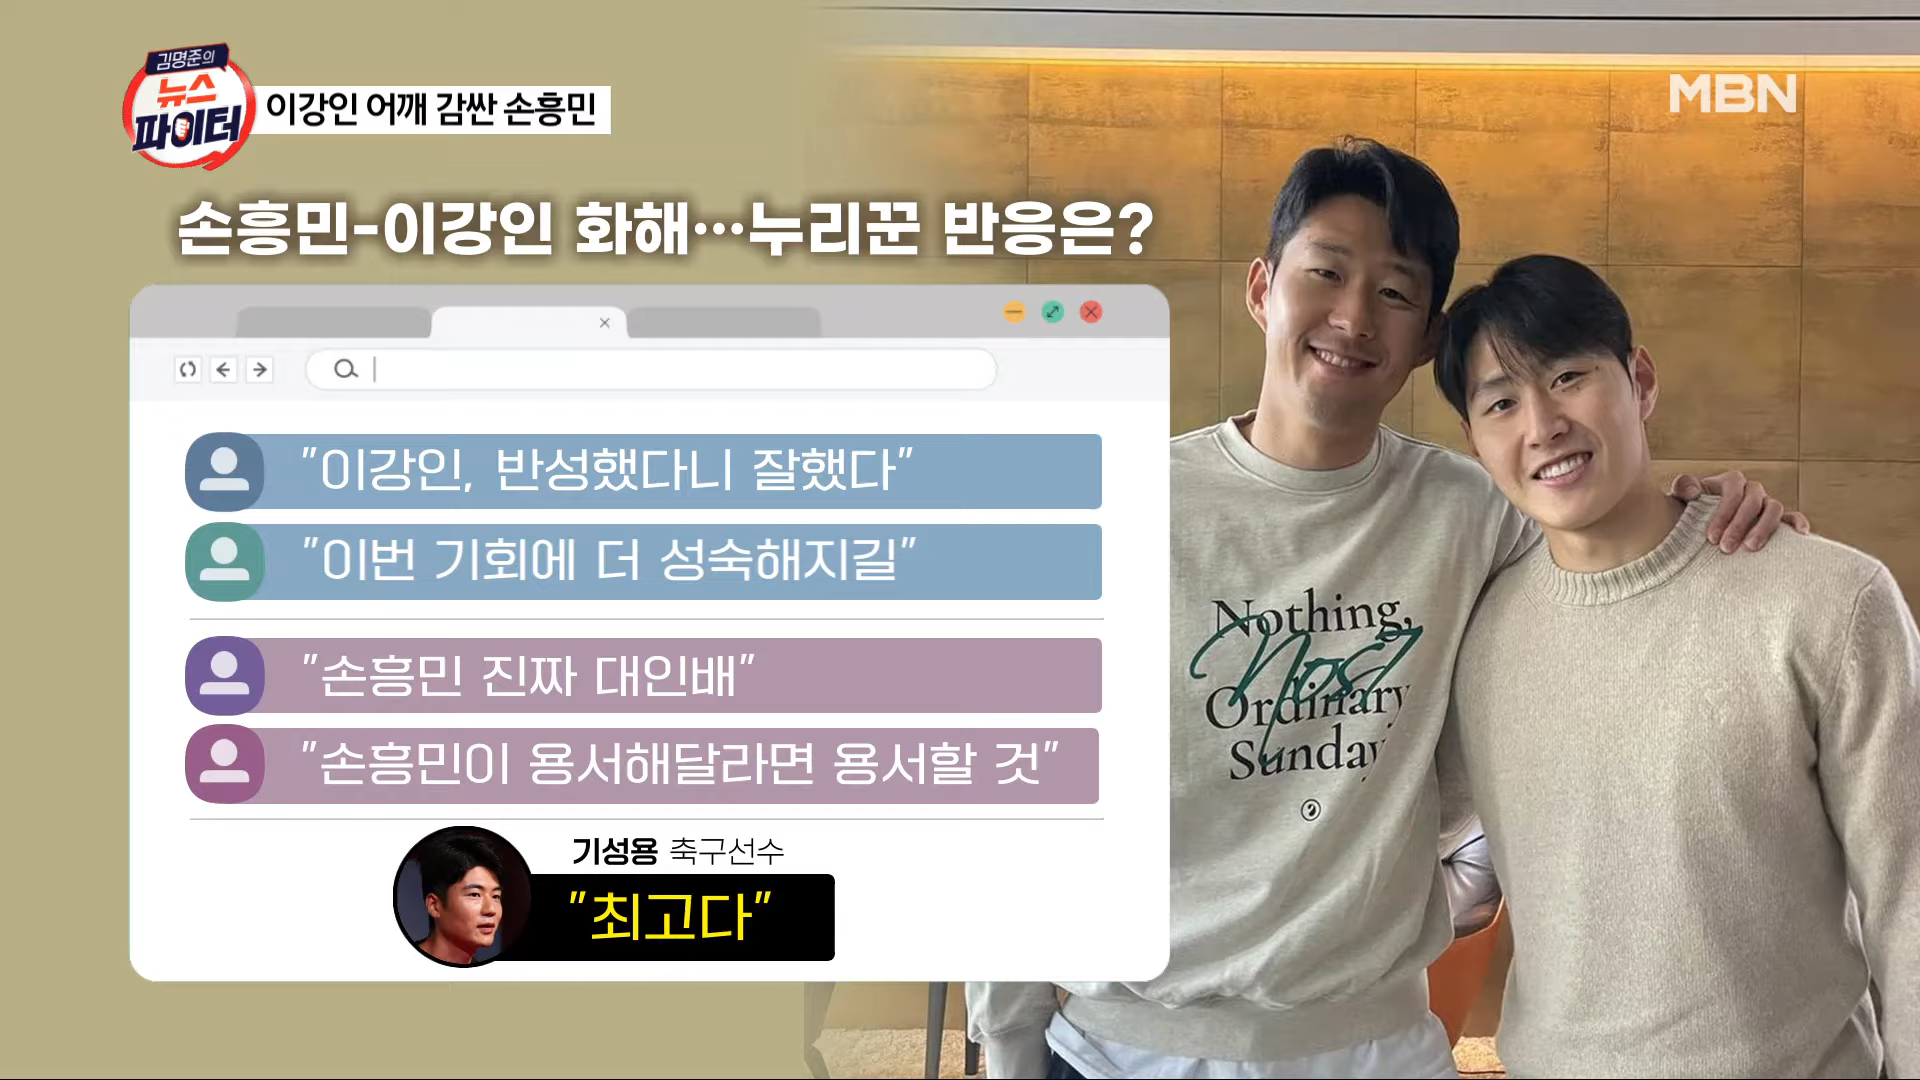 김명준의
뉴스
파이터
이강인 어깨 감싼 손흥민
MBN
손흥민-이강인 화해…누리꾼 반응은?
"이강인, 반성했다니 잘했다"
"이번 기회에 더 성숙해지길"
"손흥민 진짜 대인배"
"손흥민이 용서해달라면 용서할 것"
기성용 축구선수
"최고다"
Nothing,
Nos7
Ordinary
Sunday